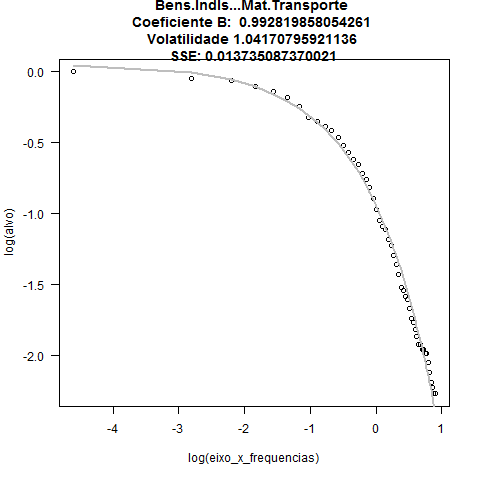 Bens.Indís...Mat.Transporte
Coeficiente B:  0.992819858054261
Volatilidade 1.04170795921136
SSE: 0.013735087370021
0.0
-0.5
-1.0
-1.5
-2.0
log(alvo)
-4 -3 -2 -1 0 1
log(eixo_x_frequencias)